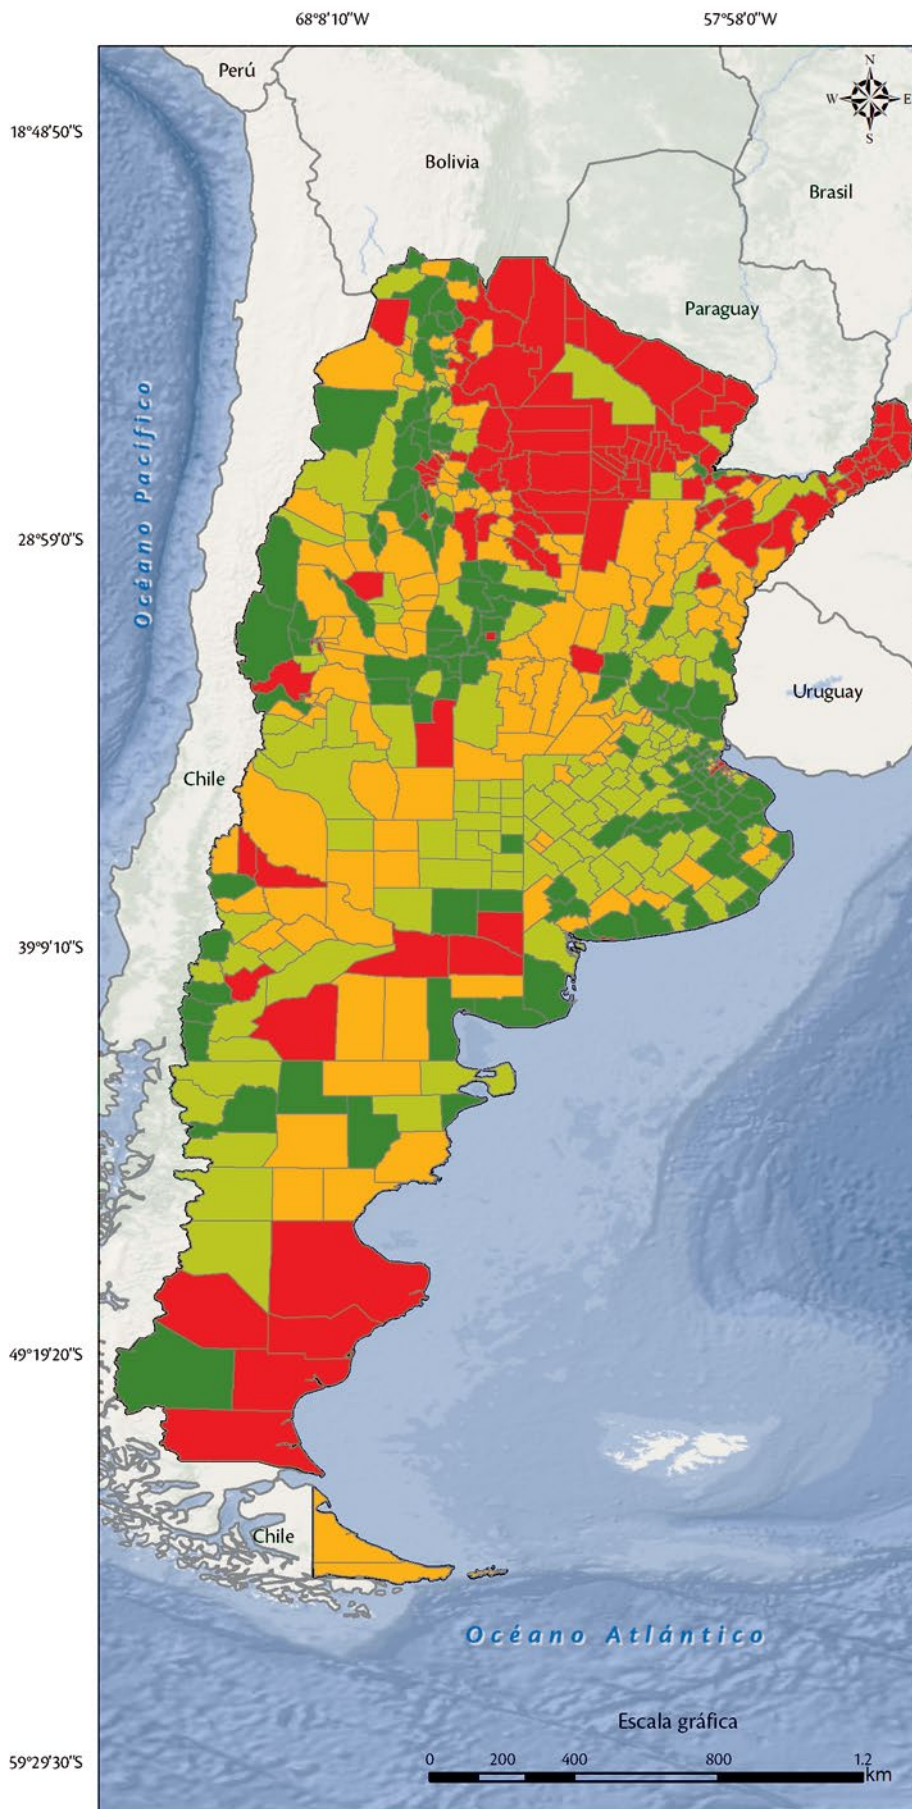 68°8'10"W 57°58'0"W
Perú
N
W E
S
18°48'50"S
Bolivia
Brasil
Paraguay
Océano Pacífico
28°59'0"S
Uruguay
Chile
39°9'10"S
49°19'20"S
Chile
Océano Atlántico
Escala gráfica
59°29'30"S
0 200 400 800 1.2
km